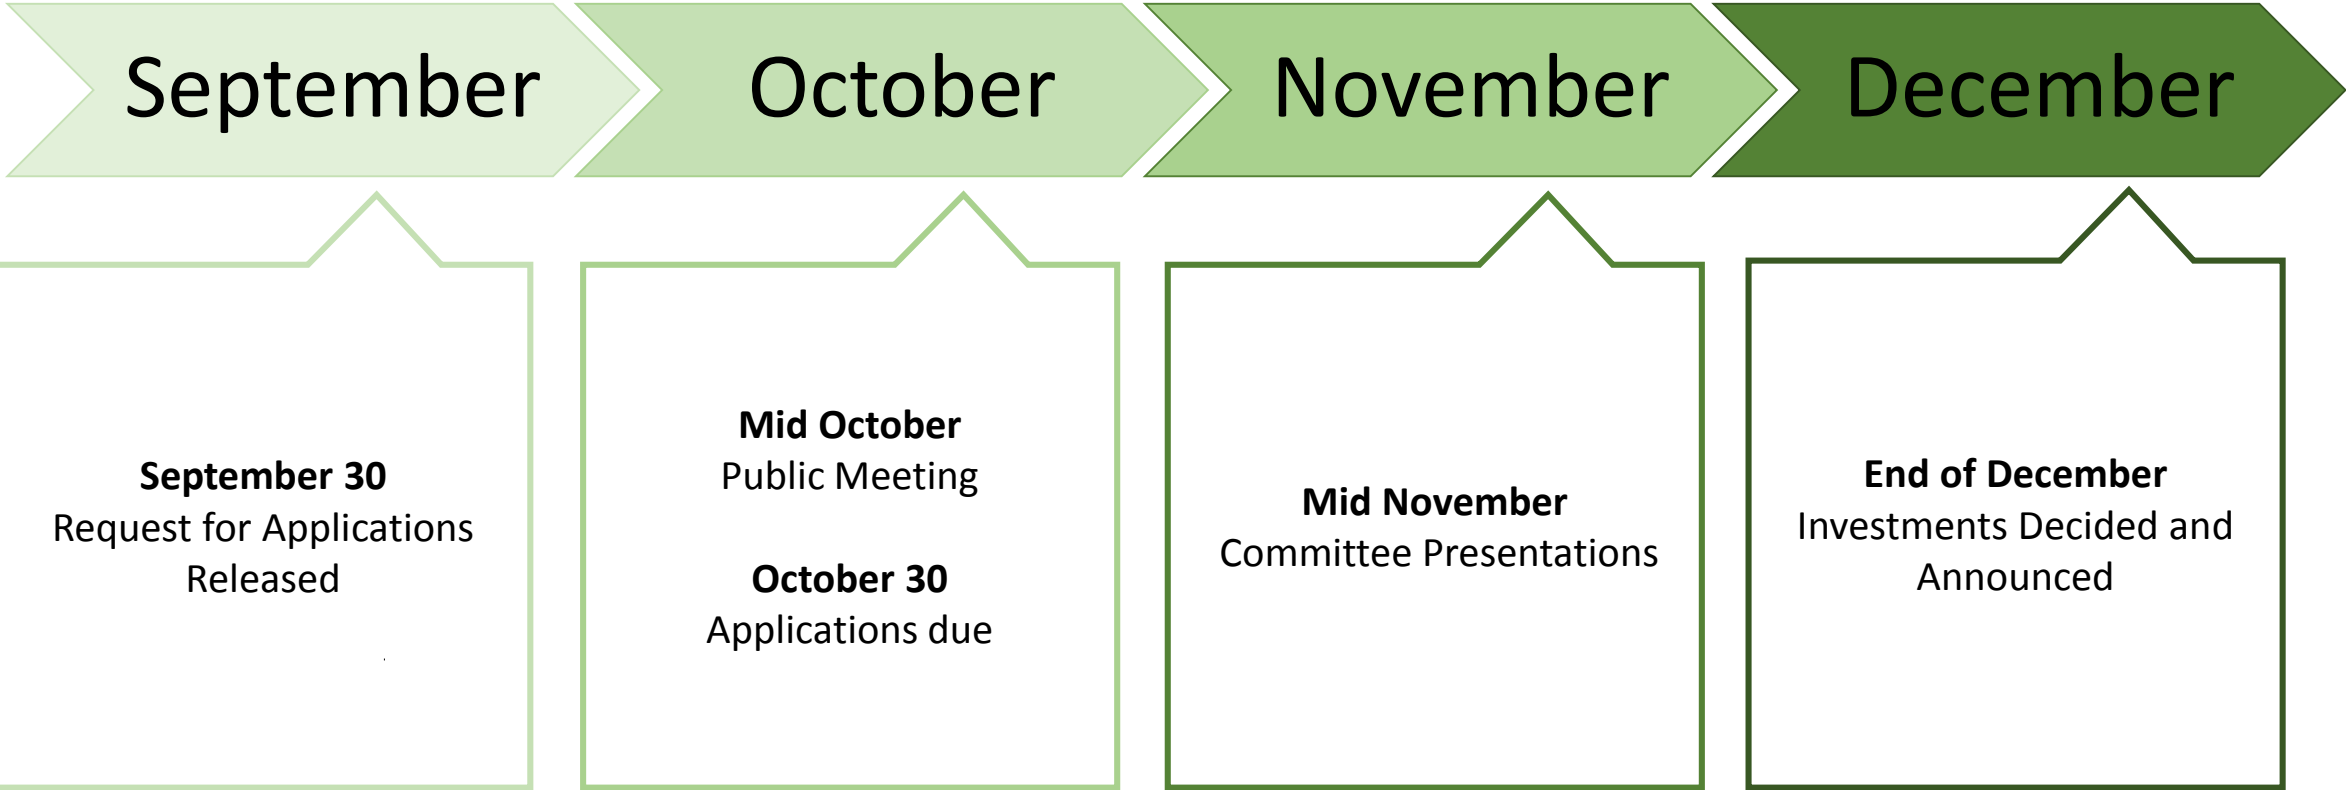 September
October
November
December
September 30
Request for Applications
Released
Mid October
Public Meeting
October 30
Applications due
Mid November
Committee Presentations
End of December
Investments Decided and
Announced